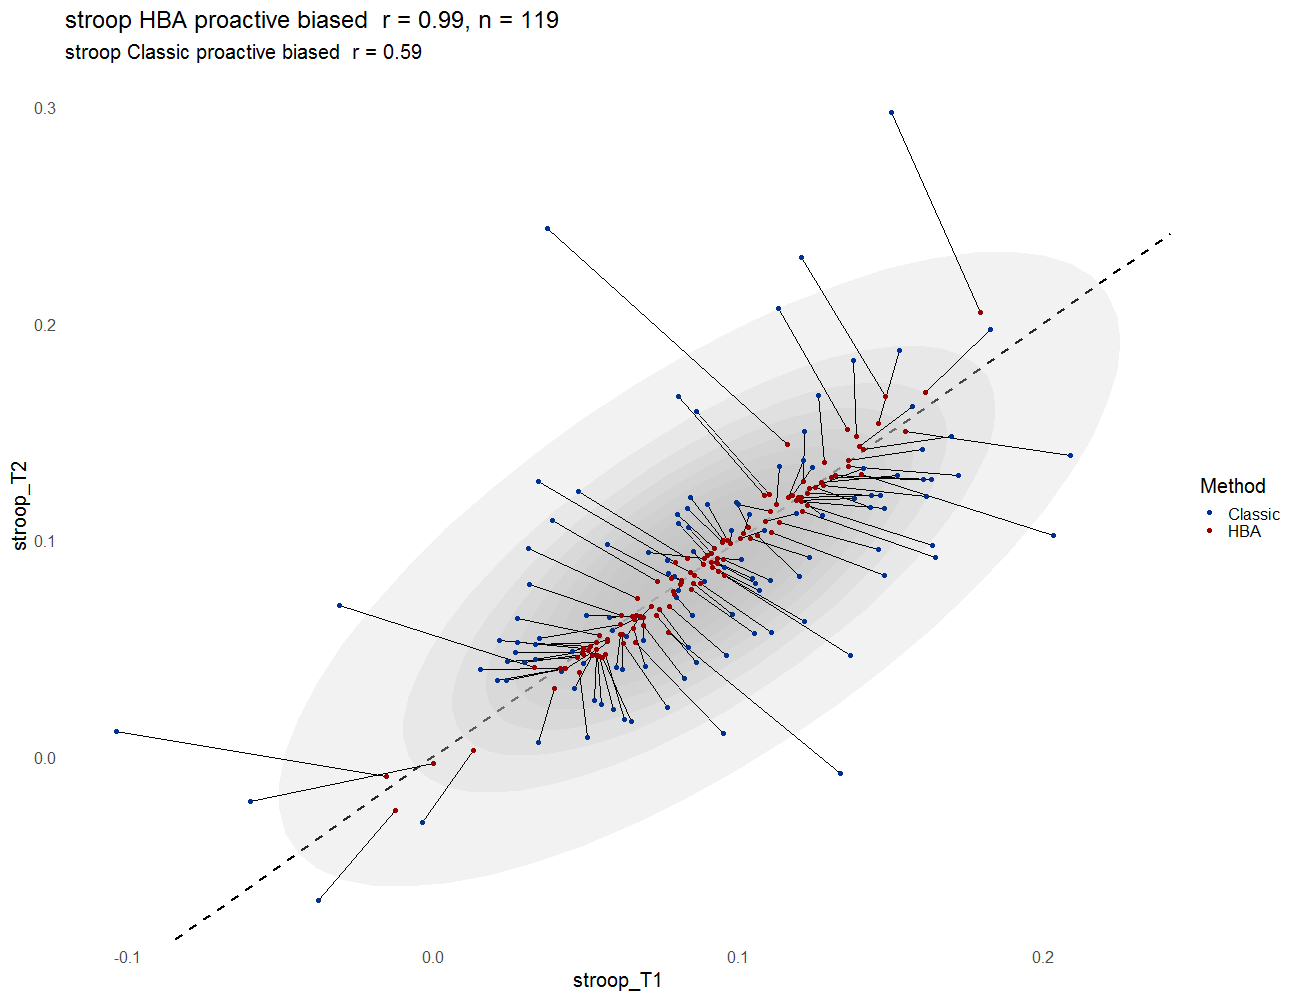 stroop HBA proactive biased  r = 0.99, n = 119
stroop Classic proactive biased  r = 0.59
0.3
0.2
0.1
0.0
stroop_T2
-0.1
0.0
0.1
0.2
stroop_T1
Method
Classic
HBA